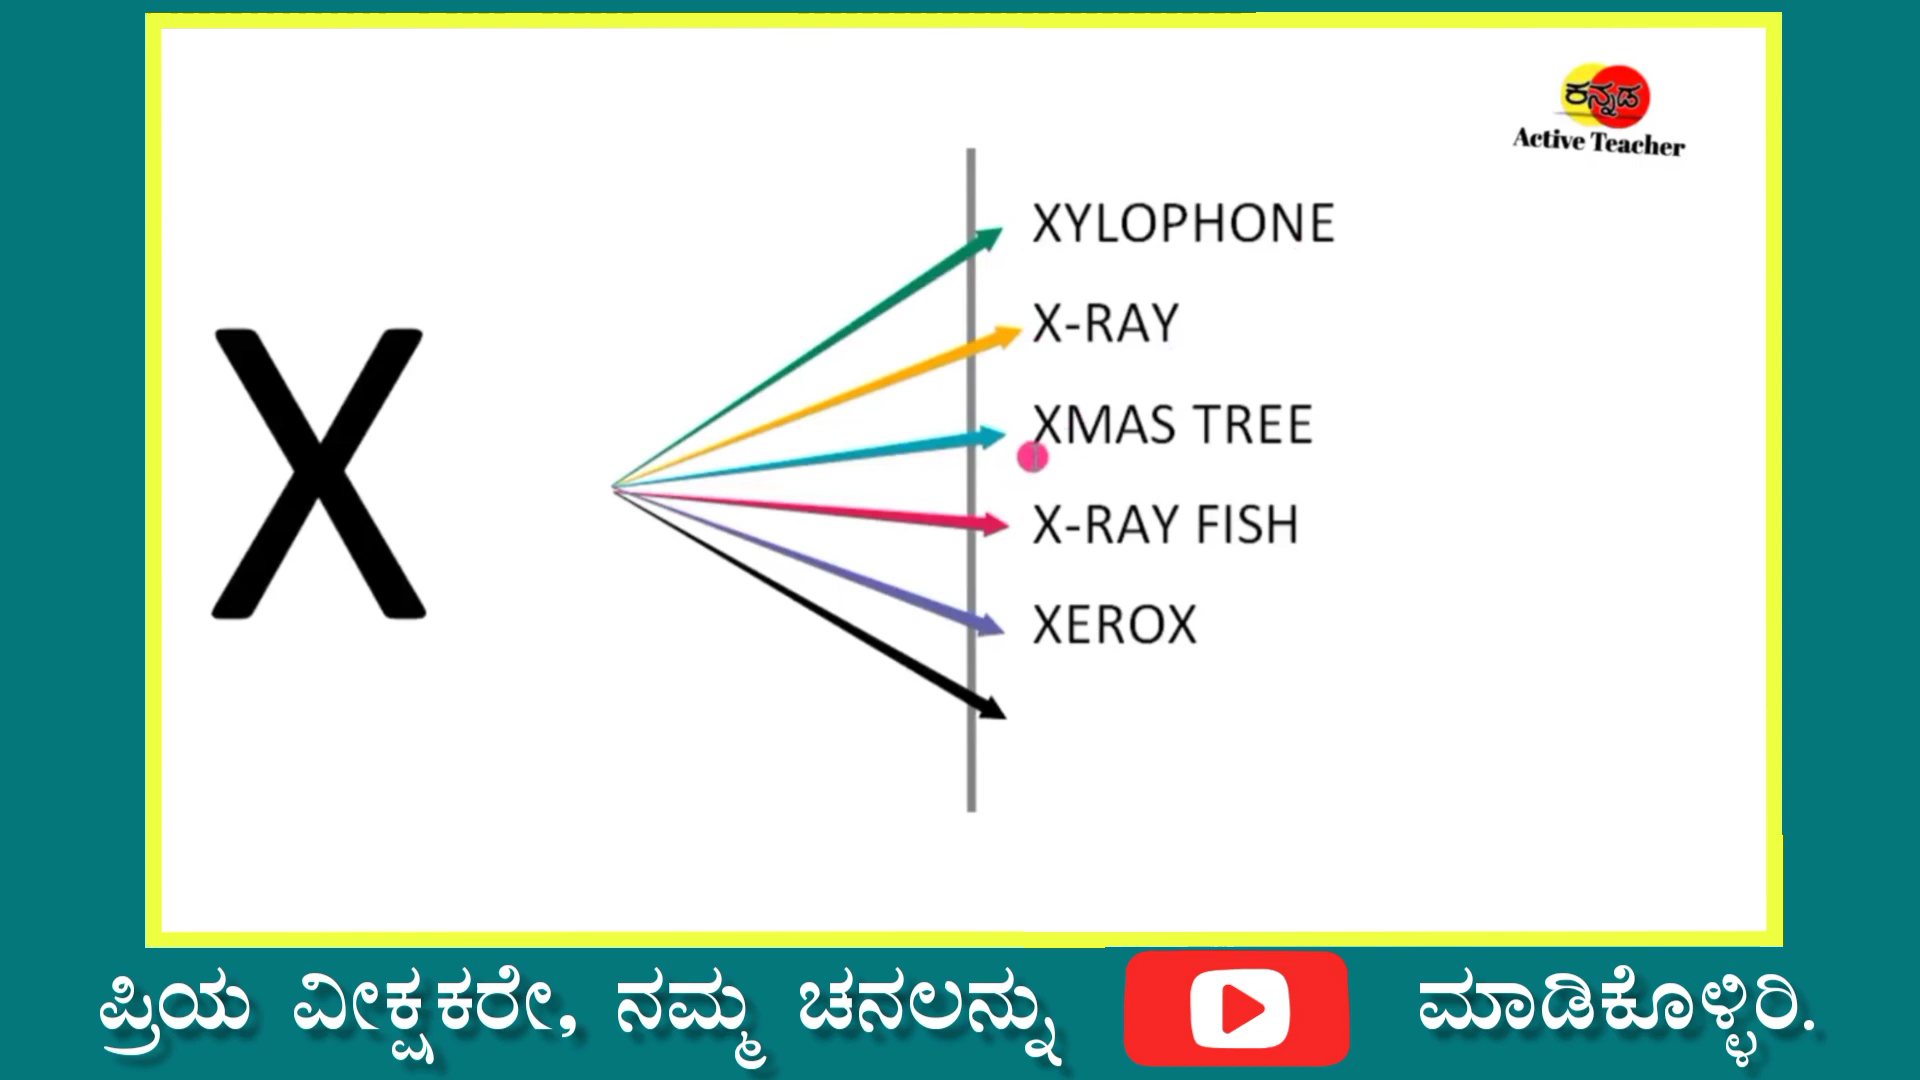 ಕನ್ನಡ
Active Teacher
X
XYLOPHONE
X-RAY
XMAS TREE
X-RAY FISH
XEROX
ಪ್ರಿಯ ವೀಕ್ಷಕರೇ, ನಮ್ಮ ಚನಲನ್ನು ಮಾಡಿಕೊಳ್ಳಿರಿ.